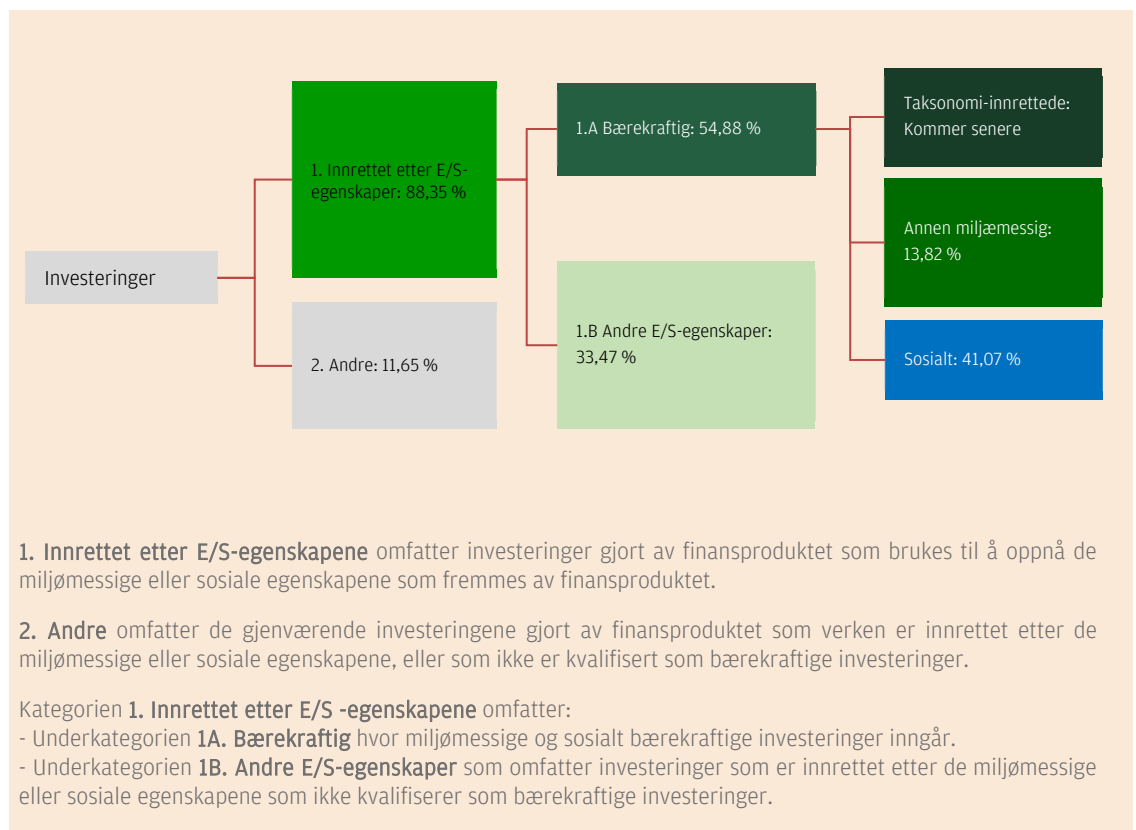 Investeringer
1. Innrettet etter E/S-
egenskaper: 88,35 %
2. Andre: 11,65 %
1.A Bærekraftig: 54,88 %
1.B Andre E/S-egenskaper:
33,47 %
Taksonomi-innrettede:
Kommer senere
Annen miljæmessig:
13,82 %
Sosialt: 41,07 %
1. Innrettet etter E/S-egenskapene omfatter investeringer gjort av finansproduktet som brukes til å oppnå de
miljømessige eller sosiale egenskapene som fremmes av finansproduktet.
2. Andre omfatter de gjenværende investeringene gjort av finansproduktet som verken er innrettet etter de
miljømessige eller sosiale egenskapene, eller som ikke er kvalifisert som bærekraftige investeringer.
Kategorien 1. Innrettet etter E/S -egenskapene omfatter:
- Underkategorien 1A. Bærekraftig hvor miljømessige og sosialt bærekraftige investeringer inngår.
- Underkategorien 1B. Andre E/S-egenskaper som omfatter investeringer som er innrettet etter de miljømessige
eller sosiale egenskapene som ikke kvalifiserer som bærekraftige investeringer.